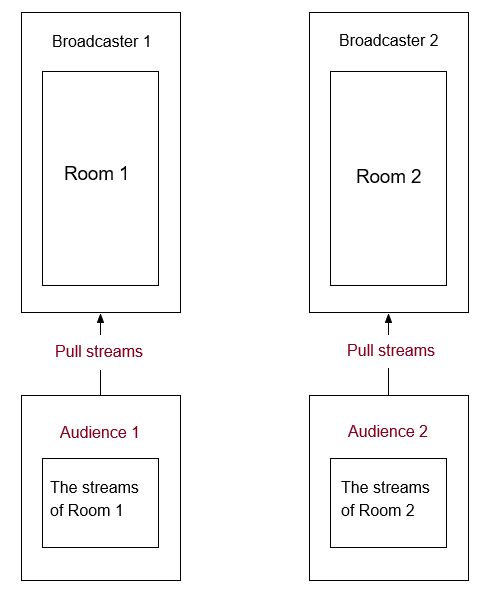 Broadcaster 1
Room 1
Pull streams
Audience 1
The streams
of Room 1
Broadcaster 2
Room 2
Pull streams
Audience 2
The streams
of Room 2